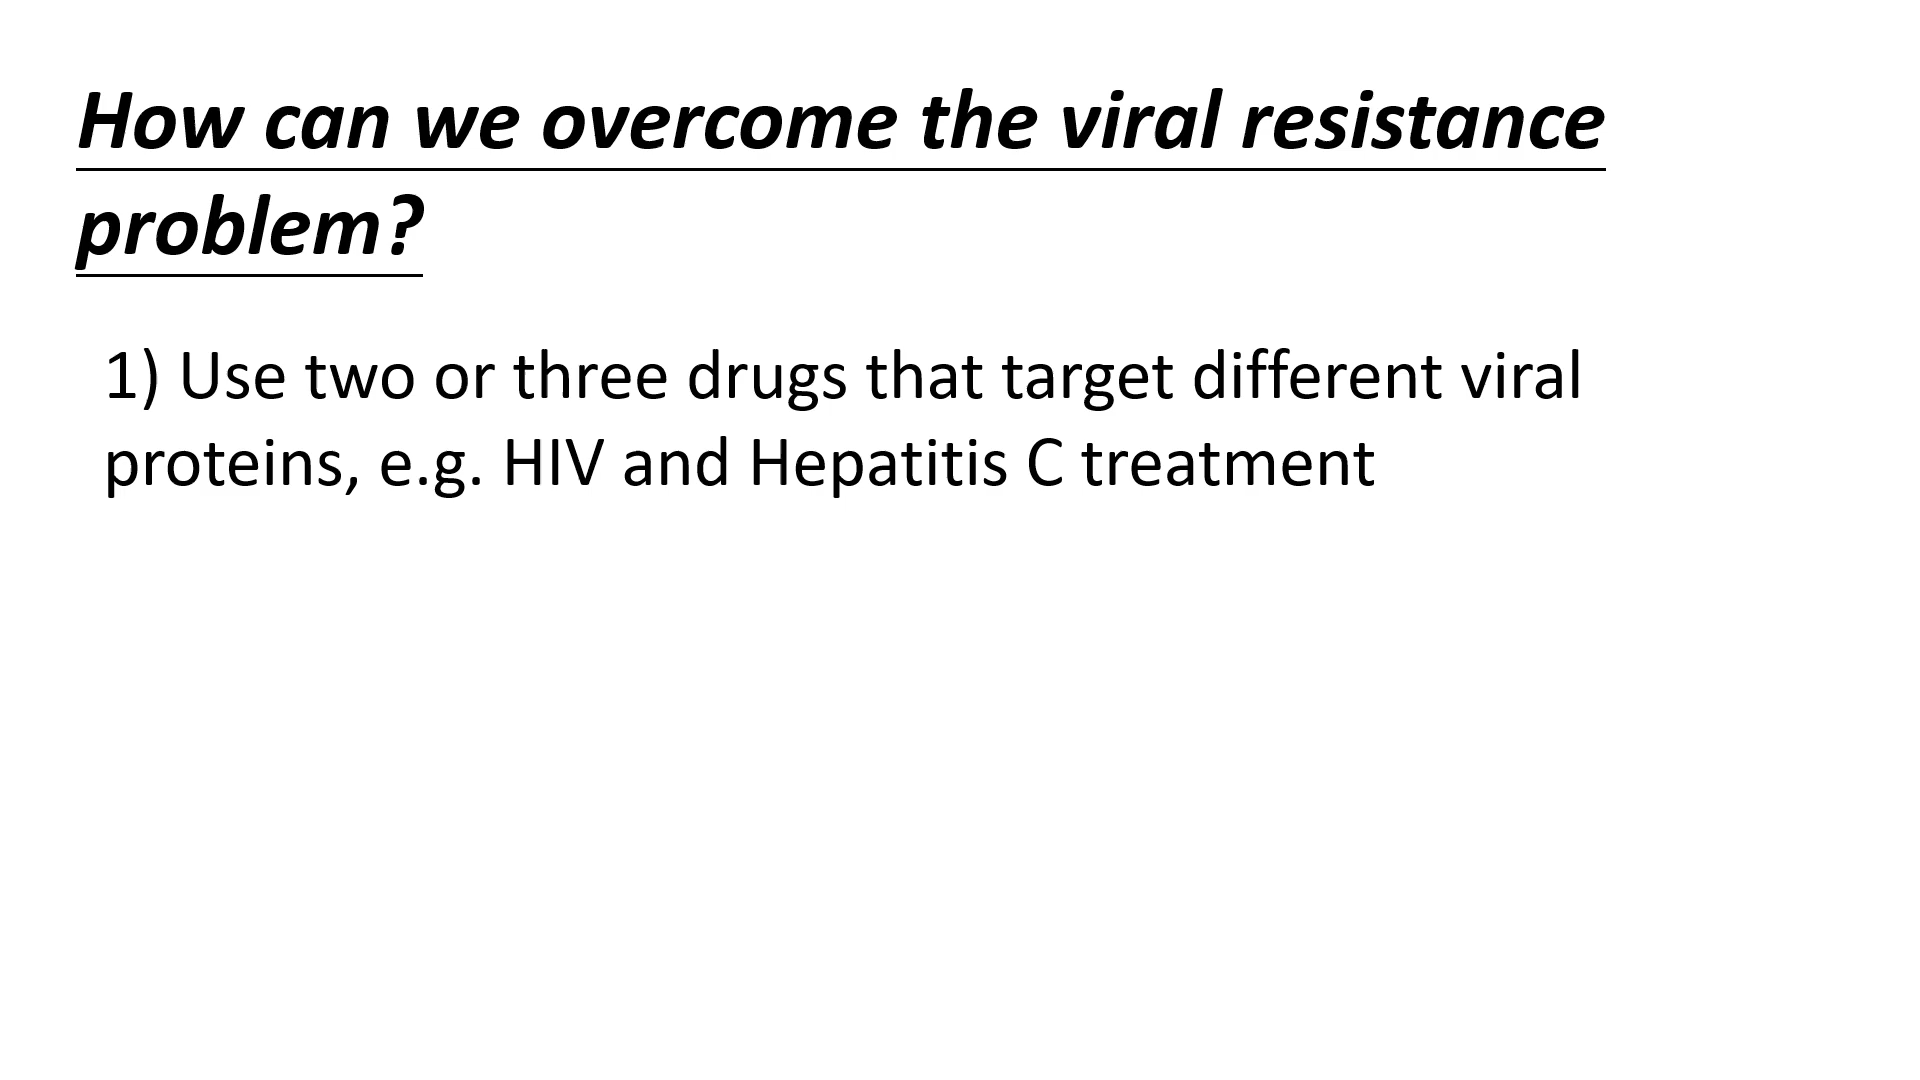 How can we overcome the viral resistance
problem?
1) Use two or three drugs that target different viral
proteins, e.g. HIV and Hepatitis C treatment